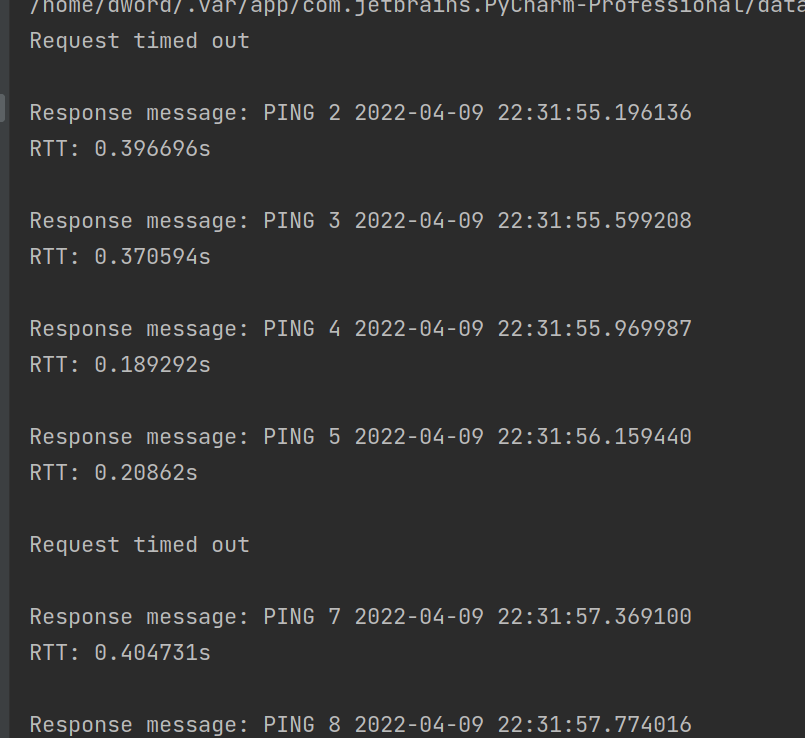 /home/dword/.var/app/com.jetbrains.PyCharm-Professional/data
Request timed out
Response message: PING 2 2022-04-09 22:31:55.196136
RTT: 0.396696s
Response message: PING 3 2022-04-09 22:31:55.599208
RTT: 0.370594s
Response message: PING 4 2022-04-09 22:31:55.969987
RTT: 0.189292s
Response message: PING 5 2022-04-09 22:31:56.159440
RTT: 0.20862s
Request timed out
Response message: PING 7 2022-04-09 22:31:57.369100
RTT: 0.404731s
Response message: PING 8 2022-04-09 22:31:57.774016